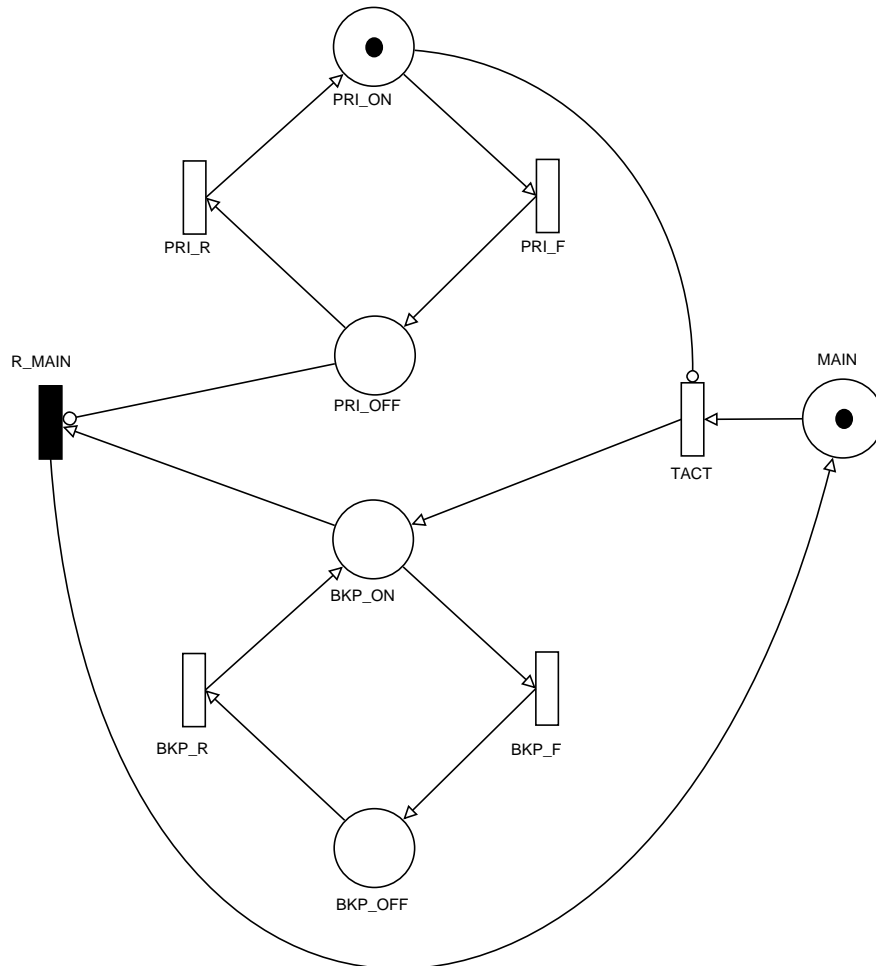 PRI_ON
PRI_R
PRI_F
R_MAIN
MAIN
PRI_OFF
TACT
BKP_ON
BKP_R
BKP_F
BKP_OFF